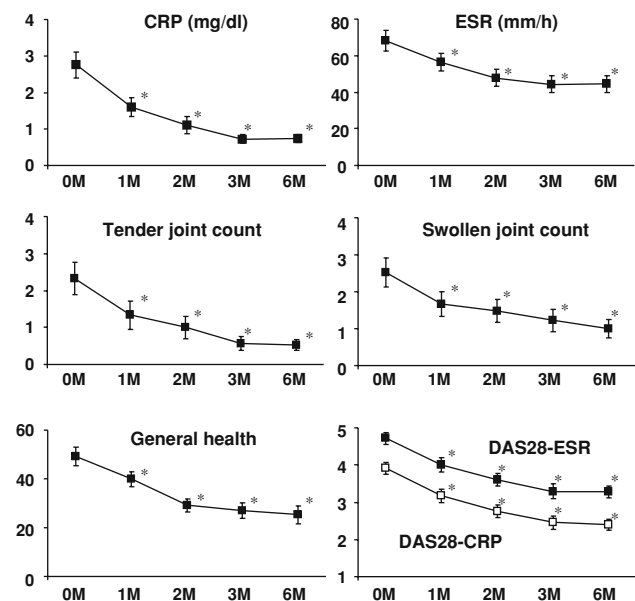 CRP (mg/dl)
4
3
2
1
0
* * * *
0M 1M 2M 3M 6M
ESR (mm/h)
80
60
40
20
0
* * * *
0M 1M 2M 3M 6M
Tender joint count
4
3
2
1
0
* * * *
0M 1M 2M 3M 6M
Swollen joint count
4
3
2
1
0
* * * *
0M 1M 2M 3M 6M
General health
60
40
20
0
* * * *
0M 1M 2M 3M 6M
5
4
3
2
1
DAS28-ESR
* * * *
* * * *
DAS28-CRP
0M 1M 2M 3M 6M